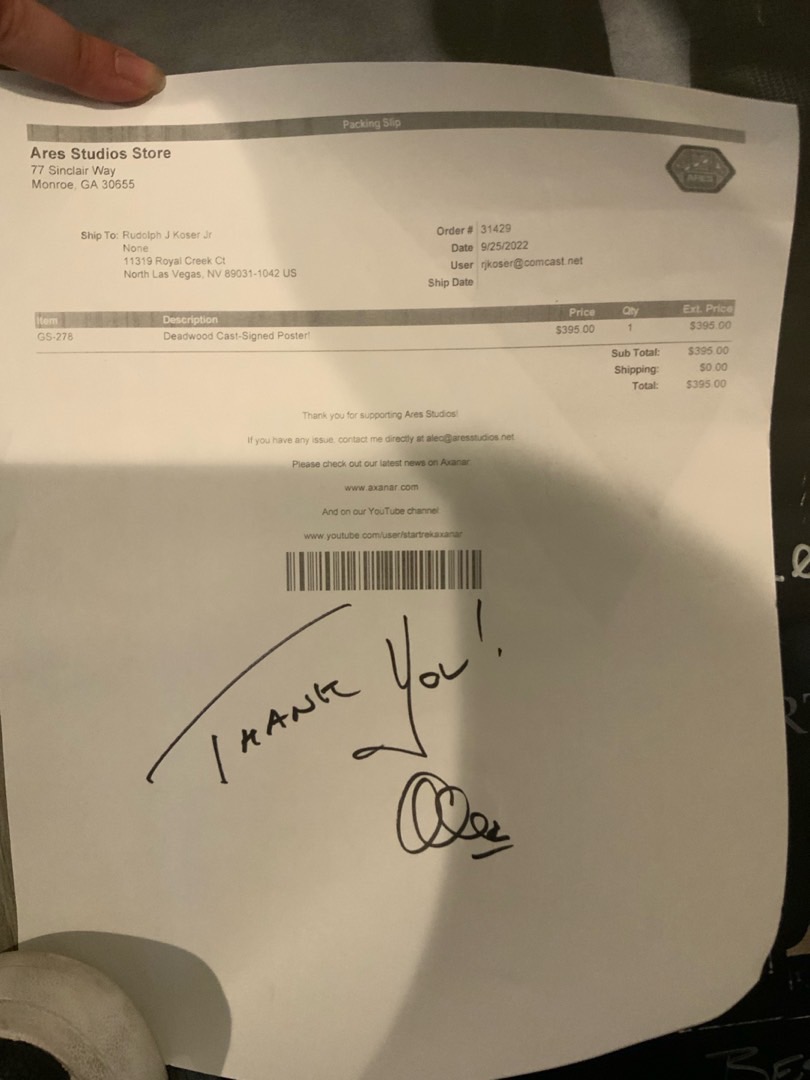 Packing Slip
Ares Studios Store
77 Sinclair Way
Monroe, GA 30655
ARES
Ship To: Rudolph J Koser Jr
None
11319 Royal Creek Ct
North Las Vegas, NV 89031-1042 US
Order # 31429
Date 9/25/2022
User rjkoser@comcast.net
Ship Date
Item Description Price Qty Ext. Price
GS-278 Deadwood Cast-Signed Poster! $395.00 1 $395.00
Sub Total: $395.00
Shipping: $0.00
Total: $395.00
Thank you for supporting Ares Studios!
If you have any issue, contact me directly at alec@aresstudios.net
Please check out our latest news on Axanar:
www.axanar.com
And on our YouTube channel
www.youtube.com/user/startrekaxanar
THANK YOU!
Alec